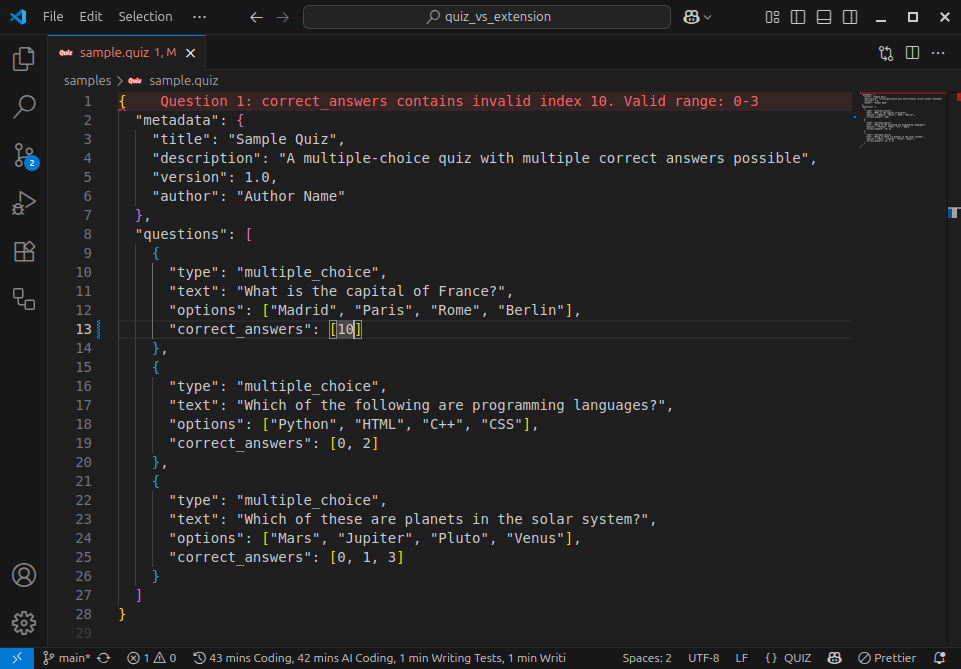 File Edit Selection ··· quiz_vs_extension
Quiz sample.quiz 1, M
samples > Quiz sample.quiz
1 { Question 1: correct_answers contains invalid index 10. Valid range: 0-3
2 "metadata": {
3 "title": "Sample Quiz",
4 "description": "A multiple-choice quiz with multiple correct answers possible",
5 "version": 1.0,
6 "author": "Author Name"
7 },
8 "questions": [
9 {
10 "type": "multiple_choice",
11 "text": "What is the capital of France?",
12 "options": ["Madrid", "Paris", "Rome", "Berlin"],
13 "correct_answers": [10]
14 },
15 {
16 "type": "multiple_choice",
17 "text": "Which of the following are programming languages?",
18 "options": ["Python", "HTML", "C++", "CSS"],
19 "correct_answers": [0, 2]
20 },
21 {
22 "type": "multiple_choice",
23 "text": "Which of these are planets in the solar system?",
24 "options": ["Mars", "Jupiter", "Pluto", "Venus"],
25 "correct_answers": [0, 1, 3]
26 }
27 ]
28 }
29
2
main* 1 0 43 mins Coding, 42 mins AI Coding, 1 min Writing Tests, 1 min Writi Spaces: 2 UTF-8 LF {} QUIZ Prettier